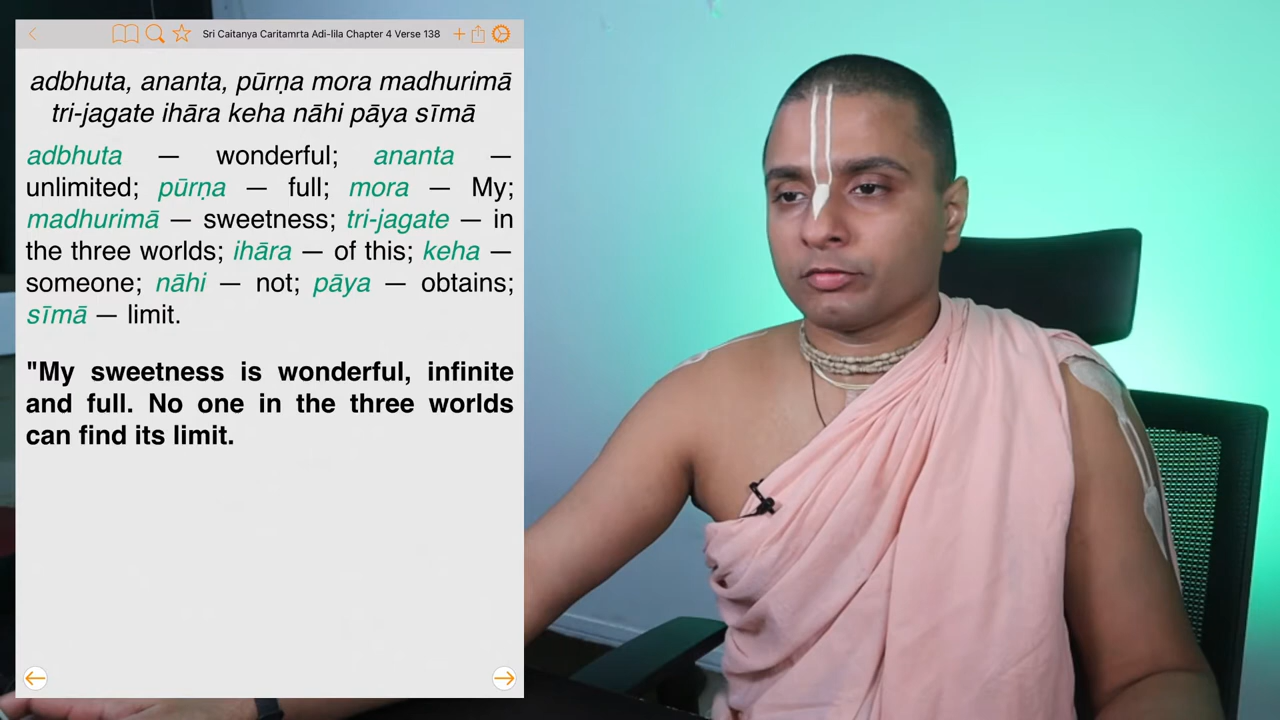 Sri Caitanya Caritamrta Adi-lila Chapter 4 Verse 138
adbhuta, ananta, pūrṇa mora madhurimā
tri-jagate ihāra keha nāhi pāya sīmā
adbhuta — wonderful; ananta —
unlimited; pūrṇa — full; mora — My;
madhurimā — sweetness; tri-jagate — in
the three worlds; ihāra — of this; keha —
someone; nāhi — not; pāya — obtains;
sīmā — limit.
"My sweetness is wonderful, infinite
and full. No one in the three worlds
can find its limit.